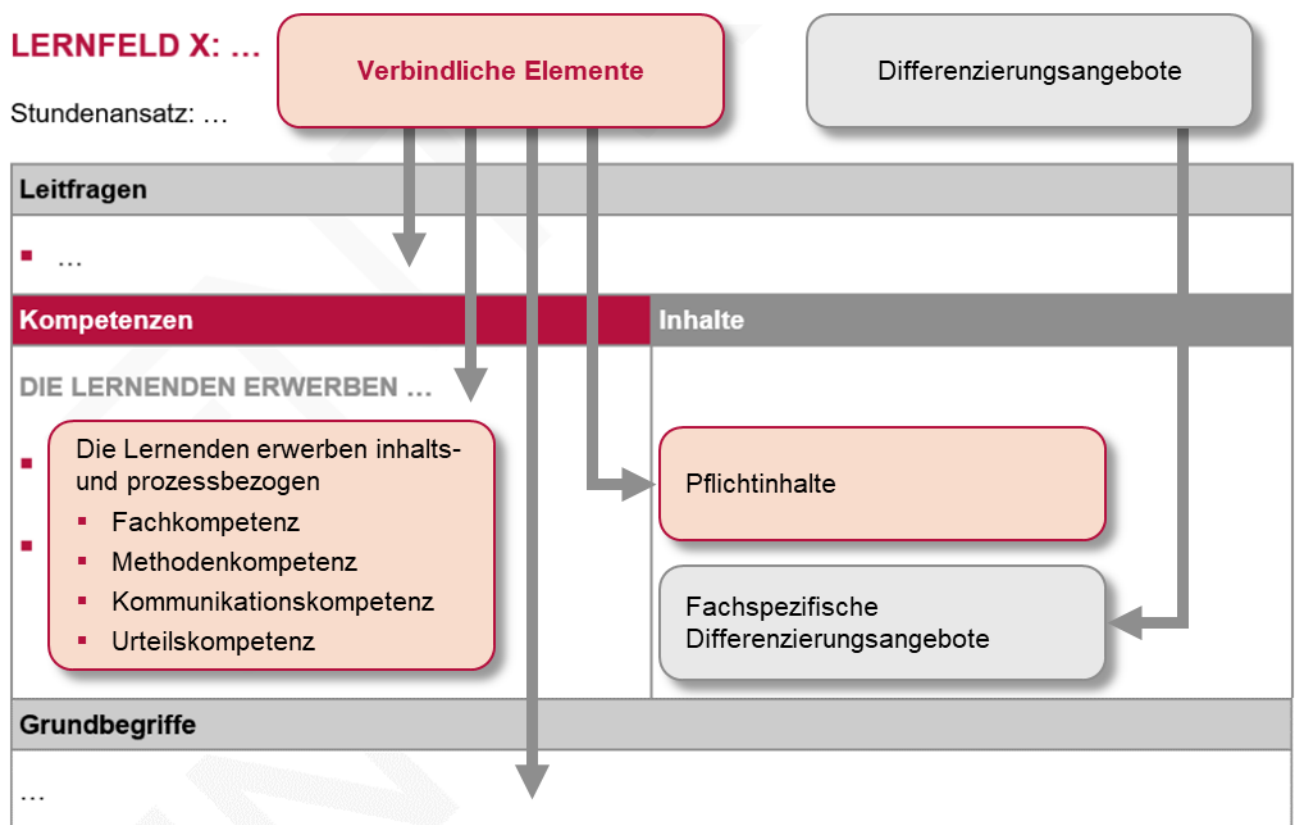 LERNFELD X: …
Verbindliche Elemente
Differenzierungsangebote
Stundenansatz: …
Leitfragen
▪ …
Kompetenzen
Inhalte
DIE LERNENDEN ERWERBEN …
Die Lernenden erwerben inhalts-
und prozessbezogen
▪ Fachkompetenz
▪ Methodenkompetenz
▪ Kommunikationskompetenz
▪ Urteilskompetenz
Pflichtinhalte
Fachspezifische
Differenzierungsangebote
Grundbegriffe
…